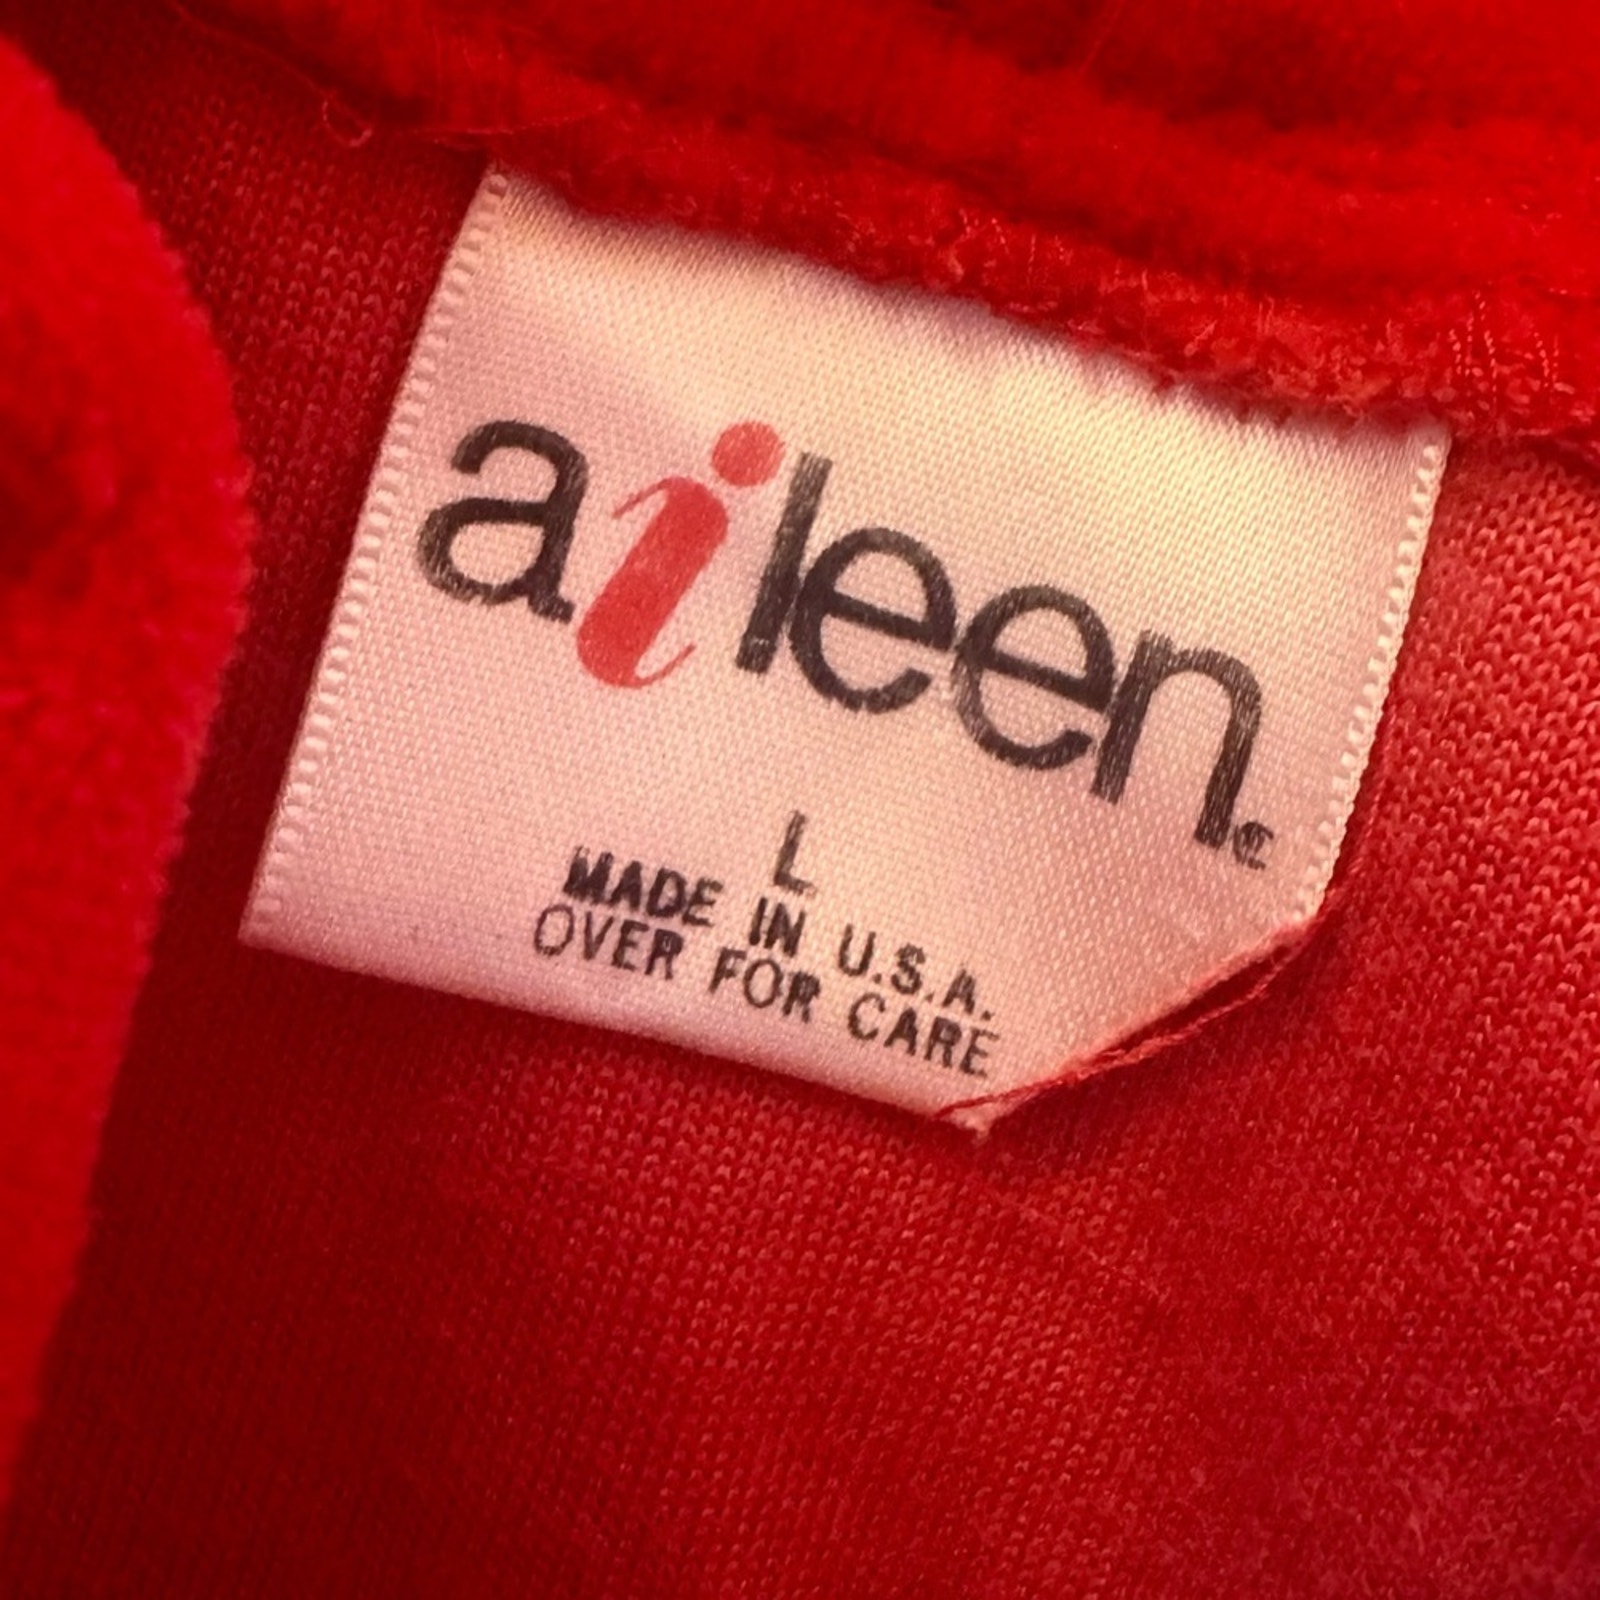 aileen
L
MADE IN U.S.A.
OVER FOR CARE